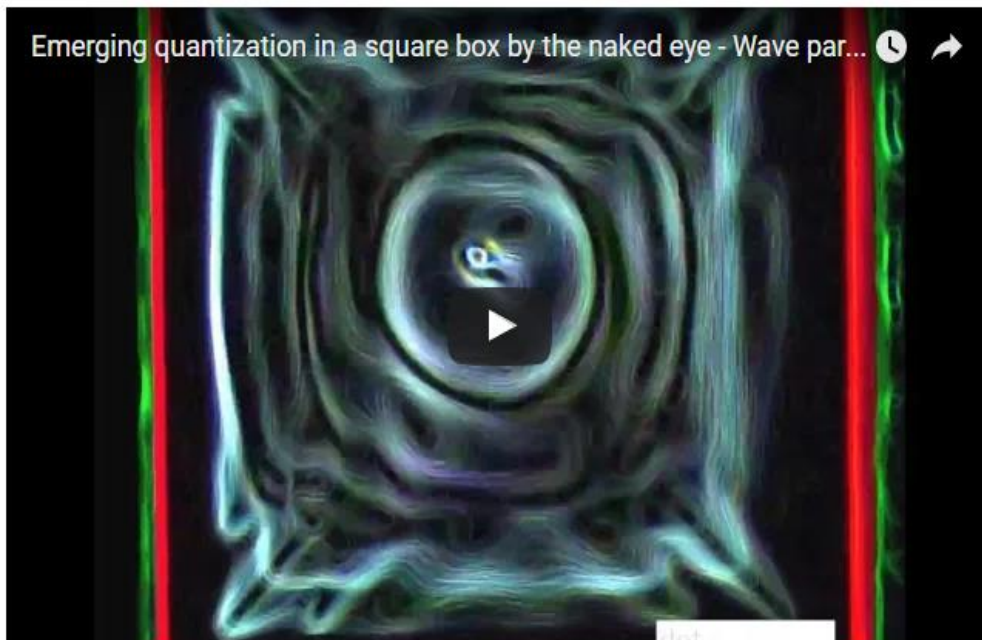 Emerging quantization in a square box by the naked eye - Wave par...